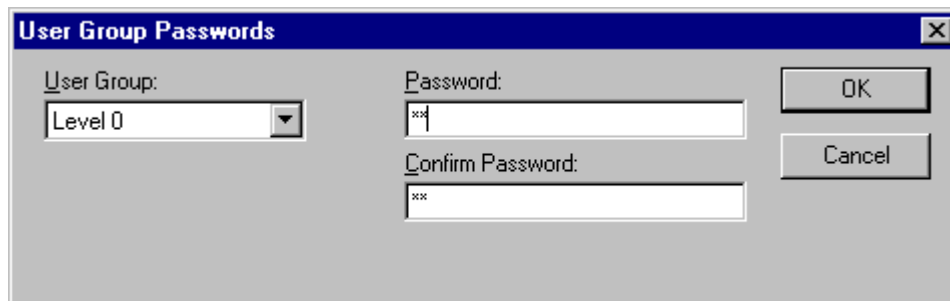 User Group Passwords
User Group:
Level 0
Password:
**
Confirm Password:
**
OK
Cancel